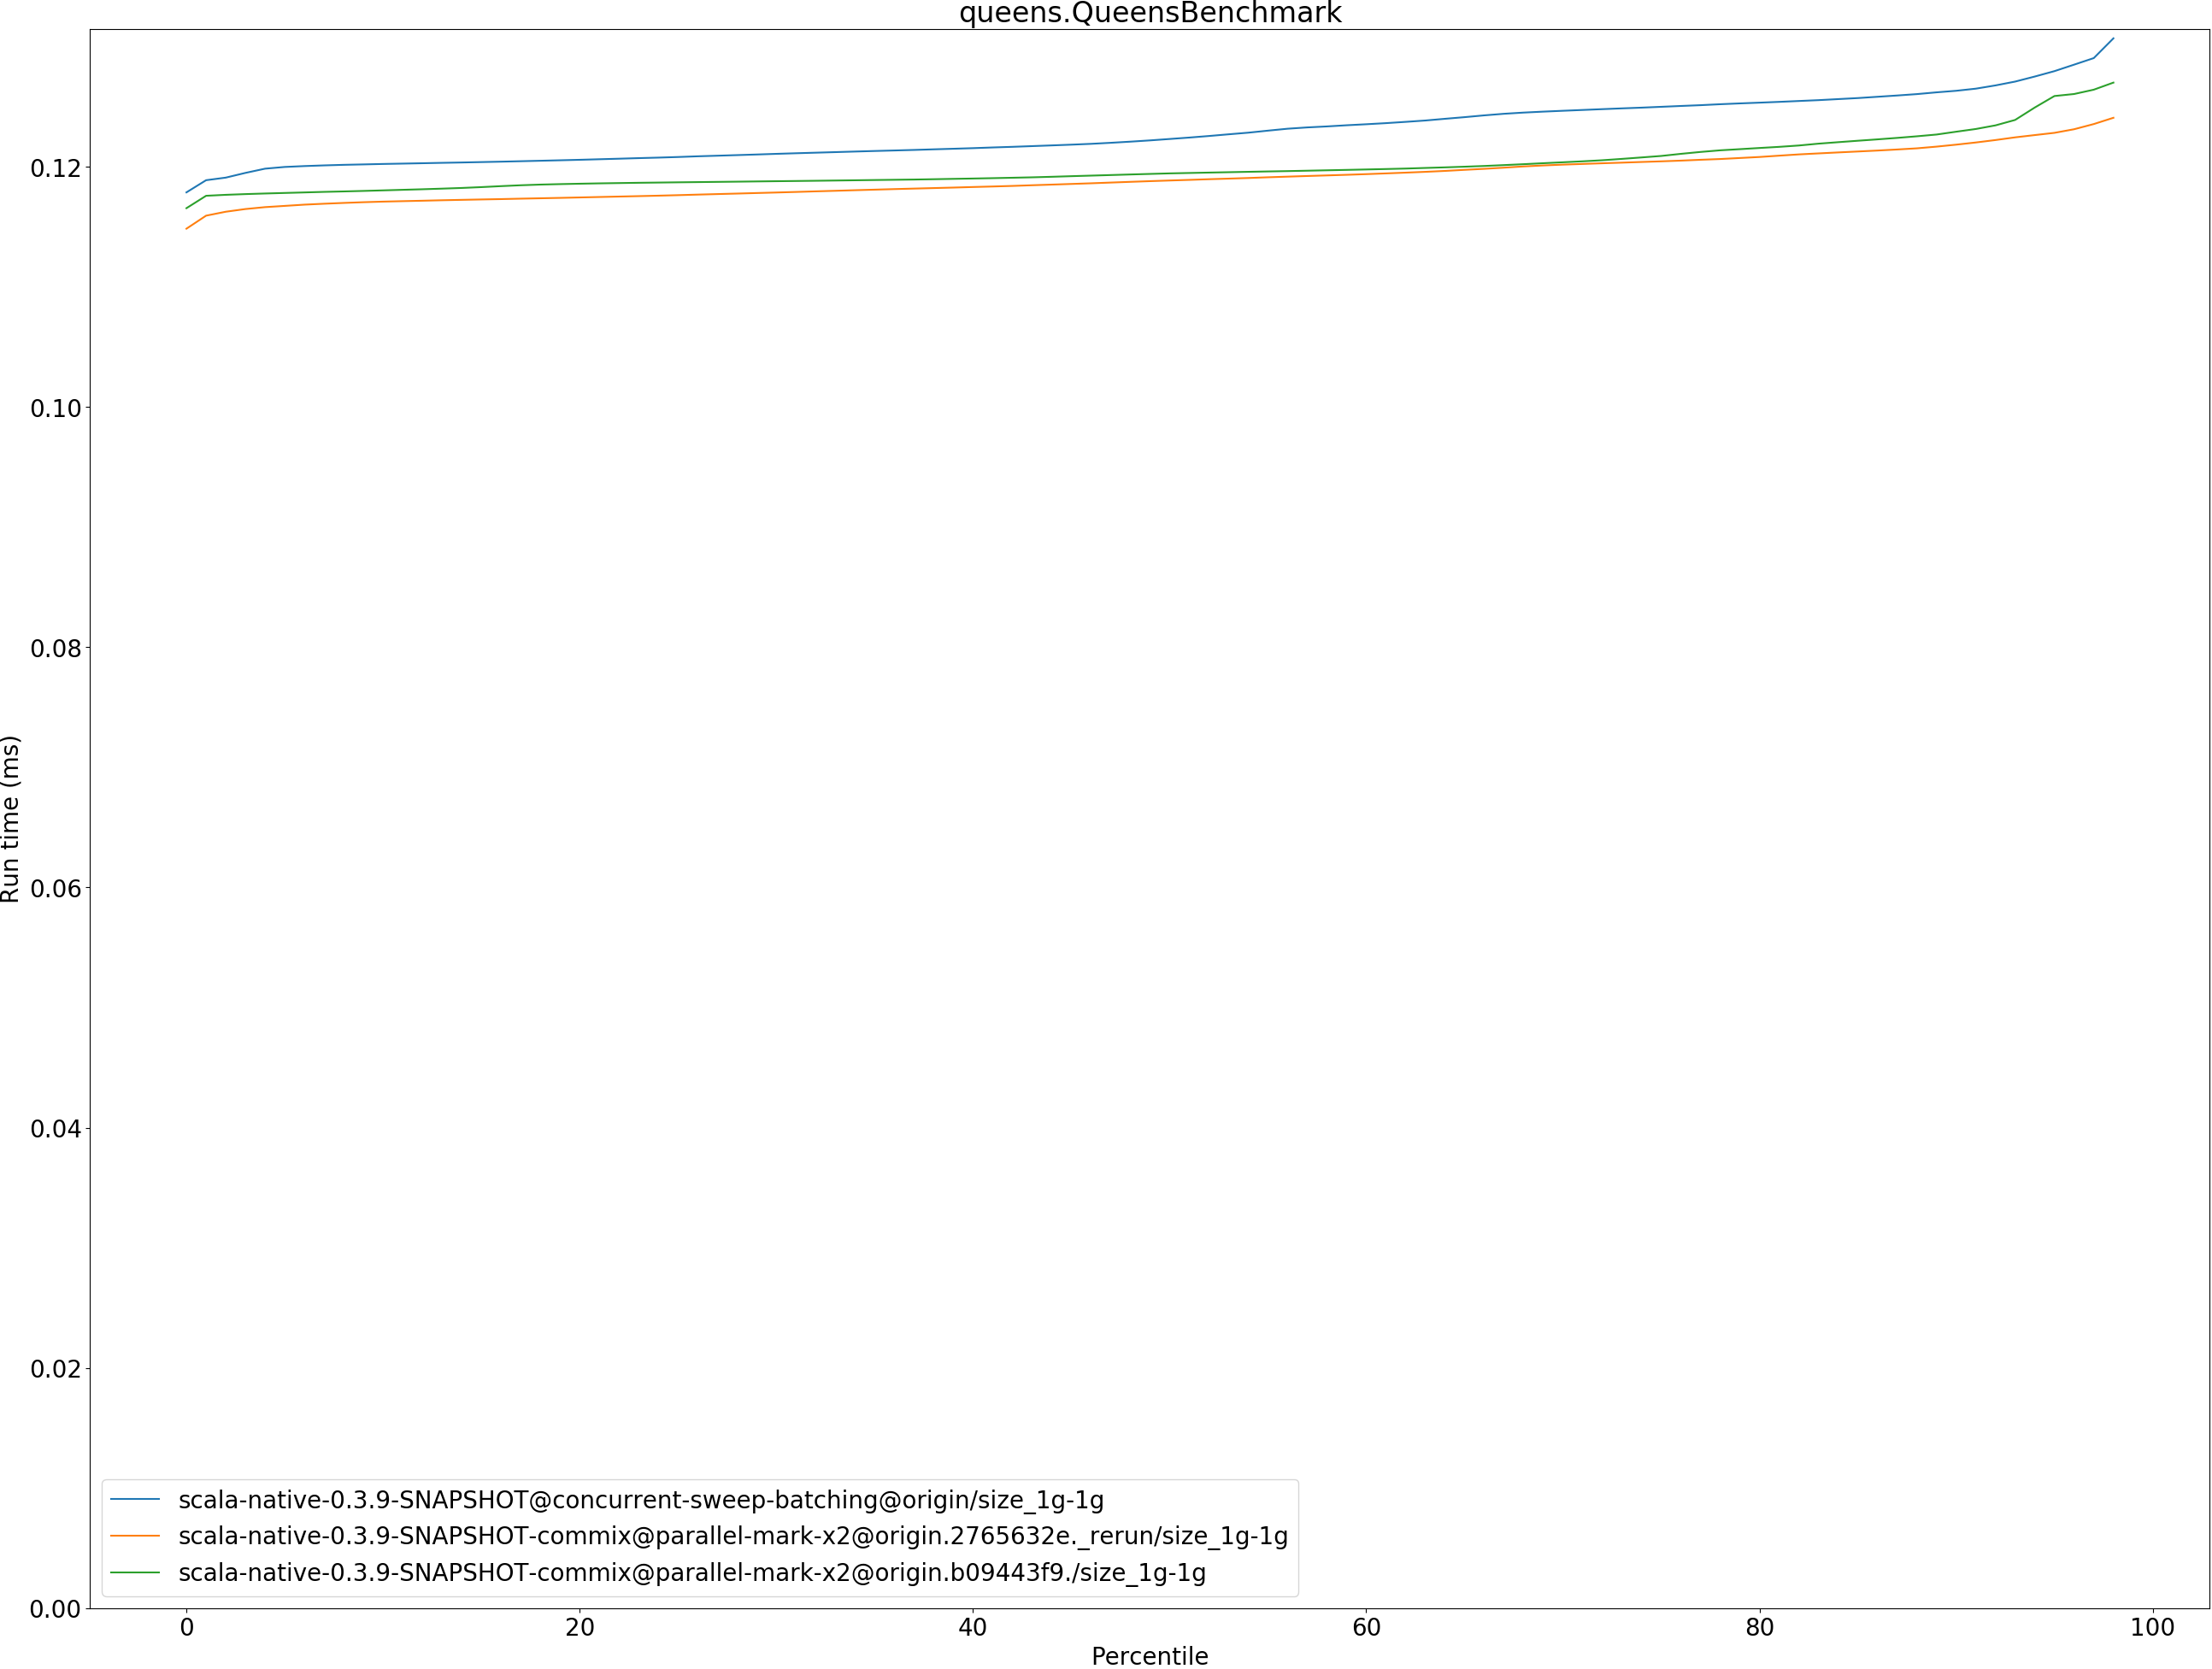 queens.QueensBenchmark
Run time (ms)
0.12
0.10
0.08
0.06
0.04
0.02
0.00
0 20 40 60 80 100
Percentile
scala-native-0.3.9-SNAPSHOT@concurrent-sweep-batching@origin/size_1g-1g
scala-native-0.3.9-SNAPSHOT-commix@parallel-mark-x2@origin.2765632e._rerun/size_1g-1g
scala-native-0.3.9-SNAPSHOT-commix@parallel-mark-x2@origin.b09443f9./size_1g-1g